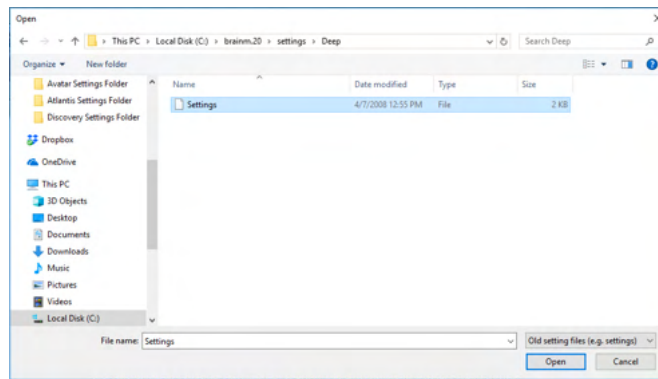 Open
This PC > Local Disk (C:) > brainm.20 > settings > Deep
Search Deep
Organize
New folder
Avatar Settings Folder
Atlantis Settings Folder
Discovery Settings Folder
Dropbox
OneDrive
This PC
3D Objects
Desktop
Documents
Downloads
Music
Pictures
Videos
Local Disk (C:)
Name Date modified Type Size
Settings 4/7/2008 12:55 PM File 2 KB
File name: Settings
Old setting files (e.g. settings)
Open Cancel